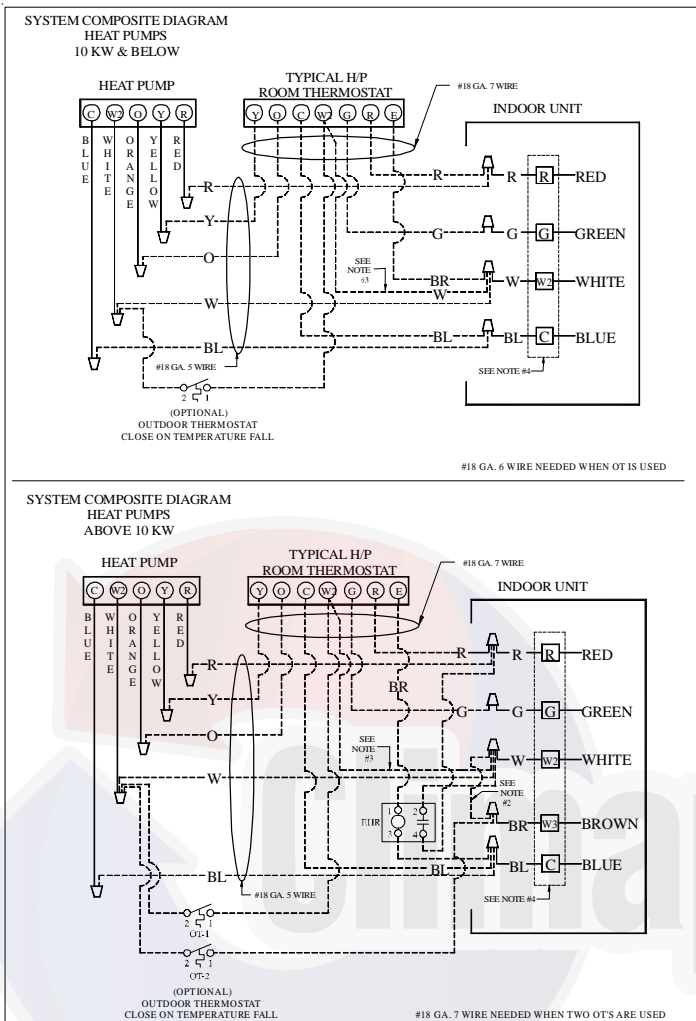 SYSTEM COMPOSITE DIAGRAM
HEAT PUMPS
10 KW & BELOW
HEAT PUMP
C W2 O Y R
BLUE
WHITE
ORANGE
YELLOW
RED
TYPICAL H/P
ROOM THERMOSTAT
Y O C W2 G R E
#18 GA. 7 WIRE
INDOOR UNIT
R R R R RED
Y
G G G GREEN
O
SEE
NOTE
#3
BR W W2 WHITE
W W
BL BL BL C BLUE
#18 GA. 5 WIRE
SEE NOTE #4
2 1
(OPTIONAL)
OUTDOOR THERMOSTAT
CLOSE ON TEMPERATURE FALL
#18 GA. 6 WIRE NEEDED WHEN OT IS USED
SYSTEM COMPOSITE DIAGRAM
HEAT PUMPS
ABOVE 10 KW
HEAT PUMP
C W2 O Y R
BLUE
WHITE
ORANGE
YELLOW
RED
TYPICAL H/P
ROOM THERMOSTAT
Y O C W2 G R E
#18 GA. 7 WIRE
INDOOR UNIT
R R R R RED
BR
Y
G G G GREEN
O
SEE
NOTE
#3
W W W2 WHITE
SEE
NOTE
#2
EHR
1 2
3 4
BR W3 BROWN
BL BL BL C BLUE
#18 GA. 5 WIRE
SEE NOTE #4
2 1
OT-1
2 1
OT-2
(OPTIONAL)
OUTDOOR THERMOSTAT
CLOSE ON TEMPERATURE FALL
#18 GA. 7 WIRE NEEDED WHEN TWO OT'S ARE USED